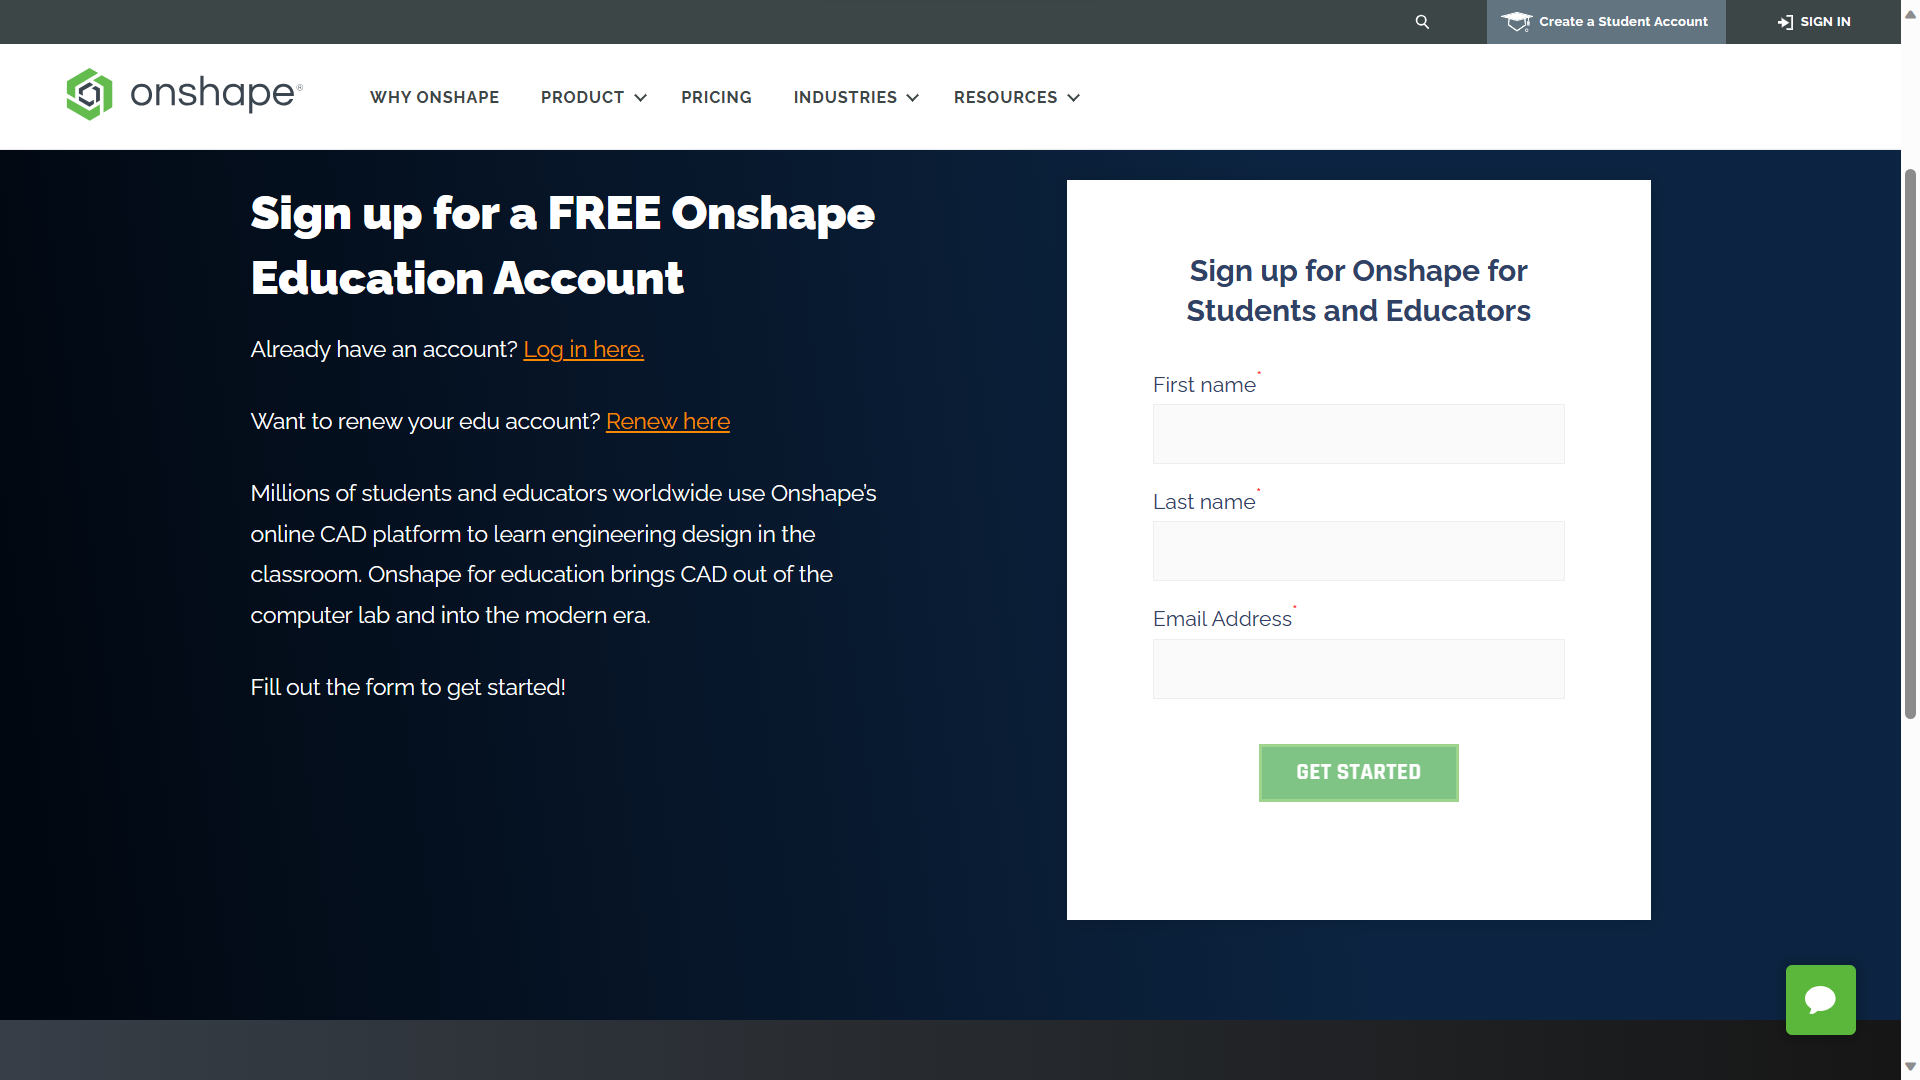 Create a Student Account
SIGN IN
onshape®
WHY ONSHAPE
PRODUCT
PRICING
INDUSTRIES
RESOURCES
Sign up for a FREE Onshape
Education Account
Already have an account? Log in here.
Want to renew your edu account? Renew here
Millions of students and educators worldwide use Onshape’s
online CAD platform to learn engineering design in the
classroom. Onshape for education brings CAD out of the
computer lab and into the modern era.
Fill out the form to get started!
Sign up for Onshape for
Students and Educators
First name*
Last name*
Email Address*
GET STARTED